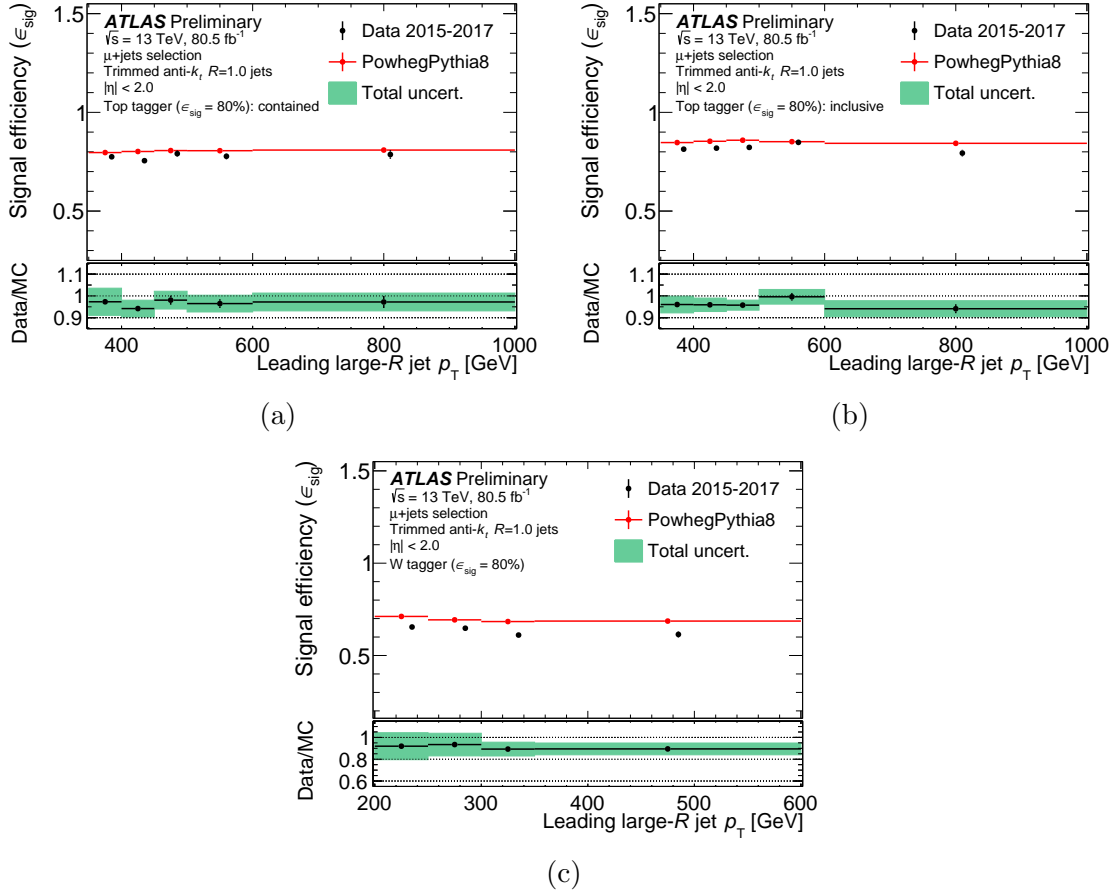 ATLAS Preliminary
√s = 13 TeV, 80.5 fb⁻¹
μ+jets selection
Trimmed anti-kₜ R=1.0 jets
|η| < 2.0
Top tagger (ϵsig = 80%): contained
Data 2015-2017
PowhegPythia8
Total uncert.
Signal efficiency (ϵsig)
1.5
1
0.5
Data/MC
1.1
1
0.9
400 600 800 1000
Leading large-R jet pT [GeV]
(a)
ATLAS Preliminary
√s = 13 TeV, 80.5 fb⁻¹
μ+jets selection
Trimmed anti-kₜ R=1.0 jets
|η| < 2.0
Top tagger (ϵsig = 80%): inclusive
Data 2015-2017
PowhegPythia8
Total uncert.
Signal efficiency (ϵsig)
1.5
1
0.5
Data/MC
1.1
1
0.9
400 600 800 1000
Leading large-R jet pT [GeV]
(b)
ATLAS Preliminary
√s = 13 TeV, 80.5 fb⁻¹
μ+jets selection
Trimmed anti-kₜ R=1.0 jets
|η| < 2.0
W tagger (ϵsig = 80%)
Data 2015-2017
PowhegPythia8
Total uncert.
Signal efficiency (ϵsig)
1.5
1
0.5
Data/MC
1
0.8
0.6
200 300 400 500 600
Leading large-R jet pT [GeV]
(c)